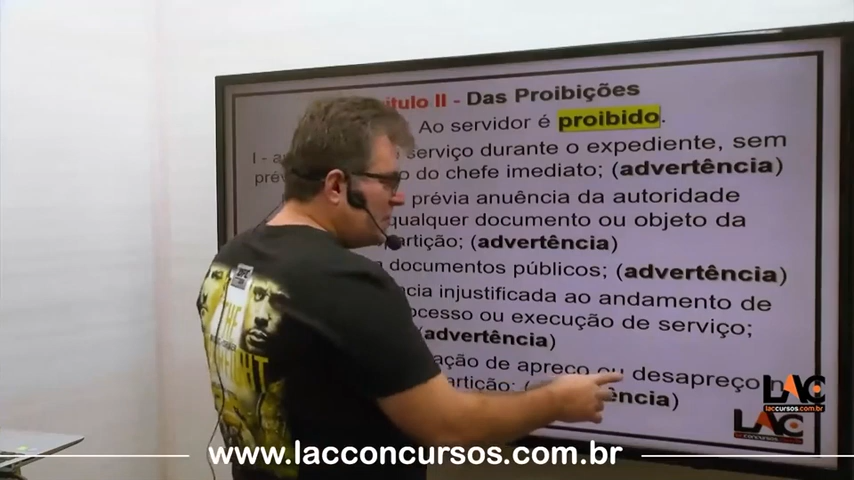 ítulo II - Das Proibições
Ao servidor é proibido.
I - a serviço durante o expediente, sem
prév o do chefe imediato; (advertência)
prévia anuência da autoridade
qualquer documento ou objeto da
partição; (advertência)
documentos públicos; (advertência)
cia injustificada ao andamento de
ocesso ou execução de serviço;
(advertência)
ação de apreço ou desapreço n
artição; ência)
LAC
lacconcursos.com.br
LAC
THE
www.lacconcursos.com.br